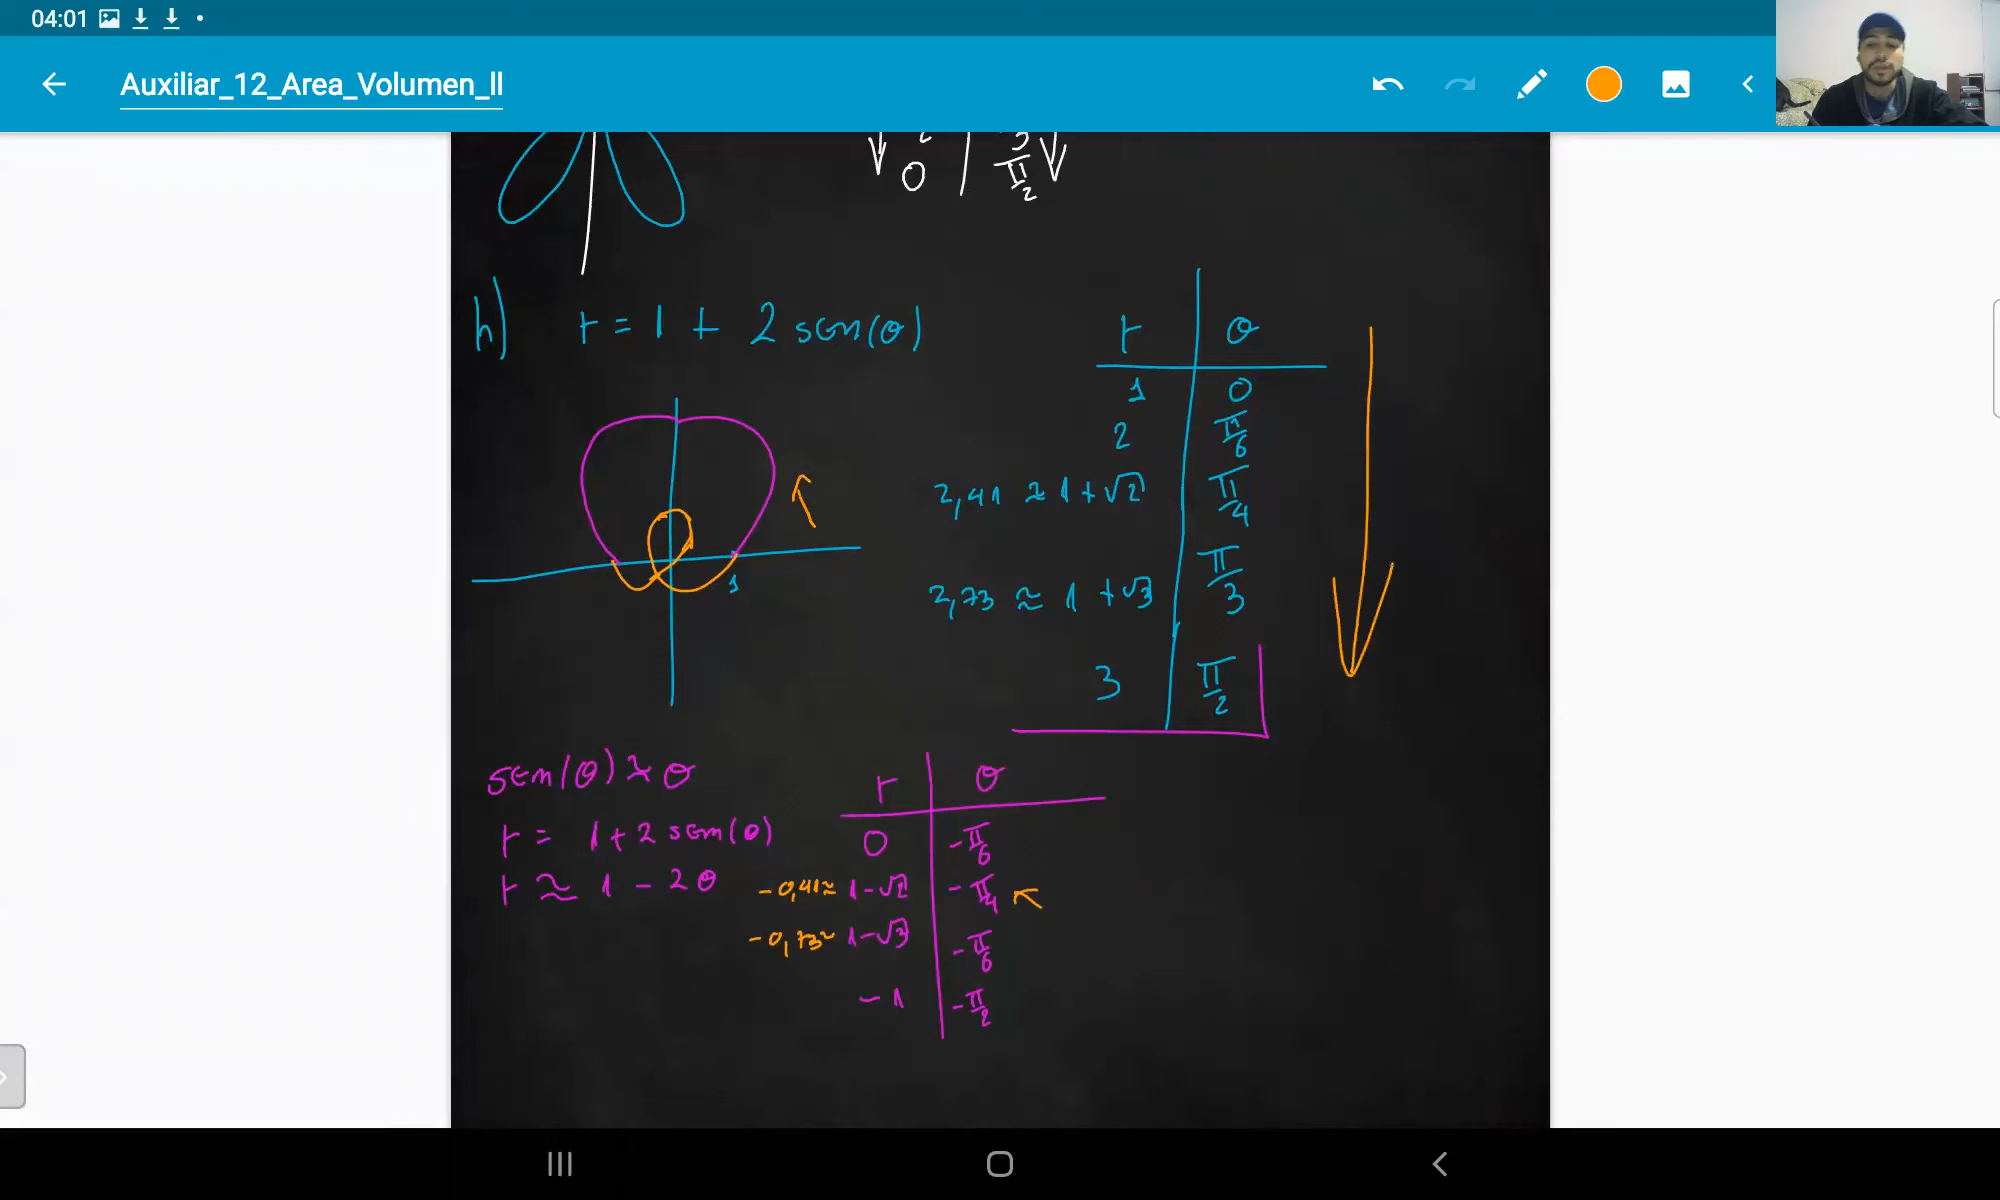 04:01
Auxiliar_12_Area_Volumen_II
0 | π/2
h) r = 1 + 2 sen(θ)
r | θ
1 | 0
2 | π/6
2,41 ≈ 1 + √2 | π/4
2,73 ≈ 1 + √3 | π/3
3 | π/2
1
sen(θ) ≈ θ
r = 1 + 2 sen(θ)
r ≈ 1 - 2θ
r | θ
0 | -π/6
-0,41 ≈ 1 - √2 | -π/4
-0,73 ~ 1 - √3 | -π/6
-1 | -π/2